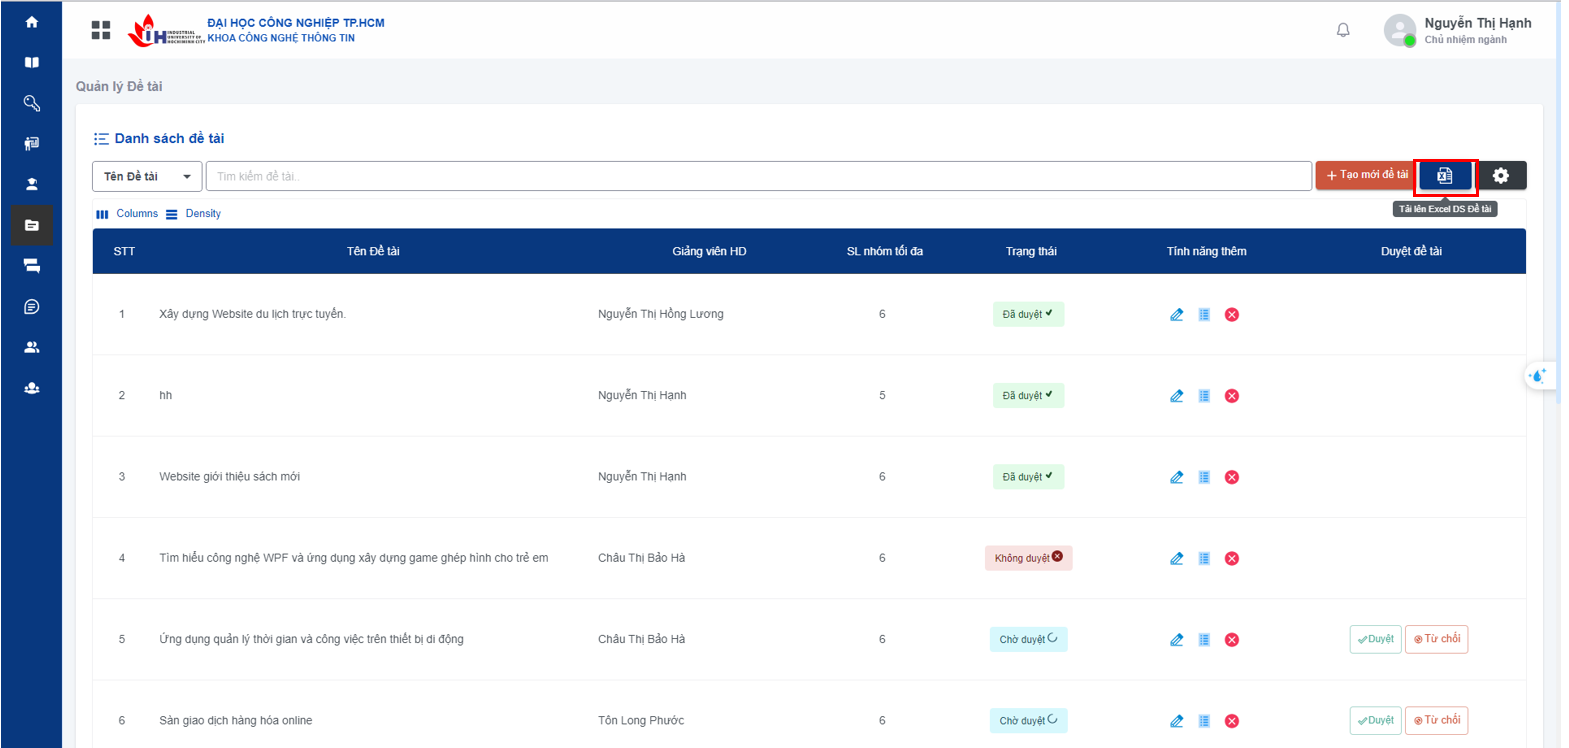 ĐẠI HỌC CÔNG NGHIỆP TP.HCM
INDUSTRIAL
UNIVERSITY OF
HOCHIMINH CITY
KHOA CÔNG NGHỆ THÔNG TIN
Nguyễn Thị Hạnh
Chủ nhiệm ngành
Quản lý Đề tài
Danh sách đề tài
Tên Đề tài
Tìm kiếm đề tài..
+ Tạo mới đề tài
Tải lên Excel DS Đề tài
Columns Density
STT Tên Đề tài Giảng viên HD SL nhóm tối đa Trạng thái Tính năng thêm Duyệt đề tài
1 Xây dựng Website du lịch trực tuyến. Nguyễn Thị Hồng Lương 6 Đã duyệt
2 hh Nguyễn Thị Hạnh 5 Đã duyệt
3 Website giới thiệu sách mới Nguyễn Thị Hạnh 6 Đã duyệt
4 Tìm hiểu công nghệ WPF và ứng dụng xây dựng game ghép hình cho trẻ em Châu Thị Bảo Hà 6 Không duyệt
5 Ứng dụng quản lý thời gian và công việc trên thiết bị di động Châu Thị Bảo Hà 6 Chờ duyệt Duyệt Từ chối
6 Sàn giao dịch hàng hóa online Tôn Long Phước 6 Chờ duyệt Duyệt Từ chối